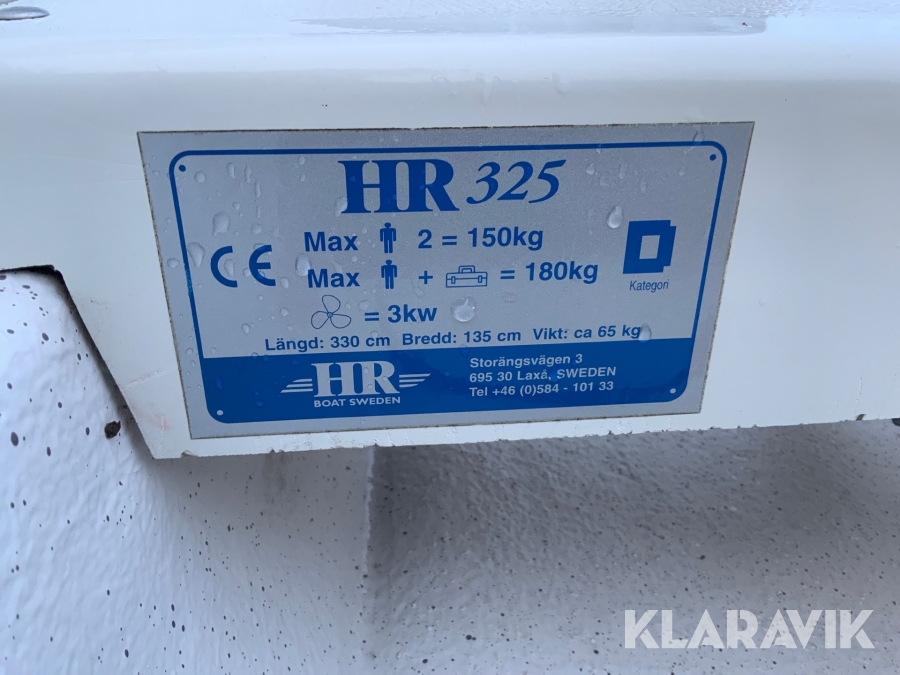 HR 325
CE
Max 2 = 150kg
Max + = 180kg
D
Kategori
= 3kw
Längd: 330 cm Bredd: 135 cm Vikt: ca 65 kg
HR
BOAT SWEDEN
Storängsvägen 3
695 30 Laxå, SWEDEN
Tel +46 (0)584 - 101 33
KLARAVIK